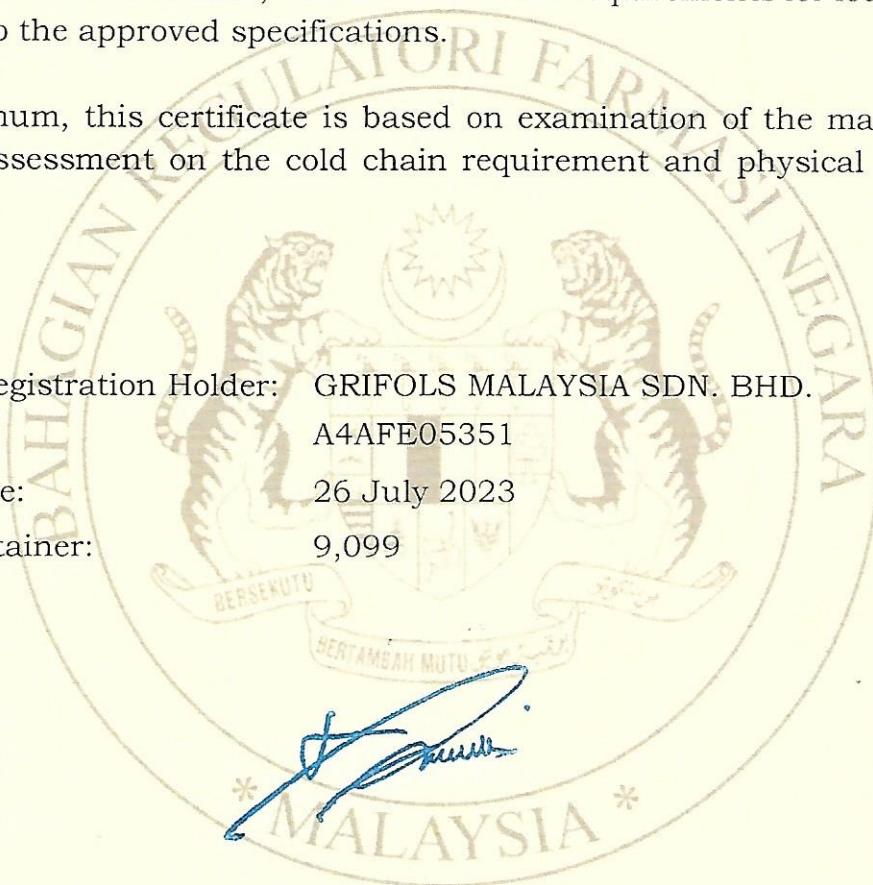 o the approved specifications.
num, this certificate is based on examination of the ma
ssessment on the cold chain requirement and physical
egistration Holder: GRIFOLS MALAYSIA SDN. BHD.
A4AFE05351
e: 26 July 2023
tainer: 9,099
BAHAGIAN REGULATORI FARMASI NEGARA
BERSEKUTU
BERTAMBAH MUTU
* MALAYSIA *